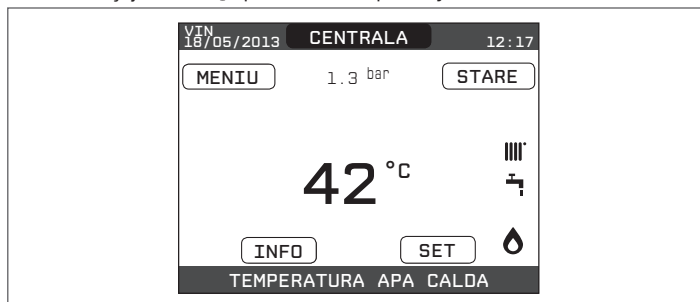 VIN
18/05/2013 CENTRALA 12:17
MENIU 1.3 bar STARE
42 °C
INFO SET
TEMPERATURA APA CALDA